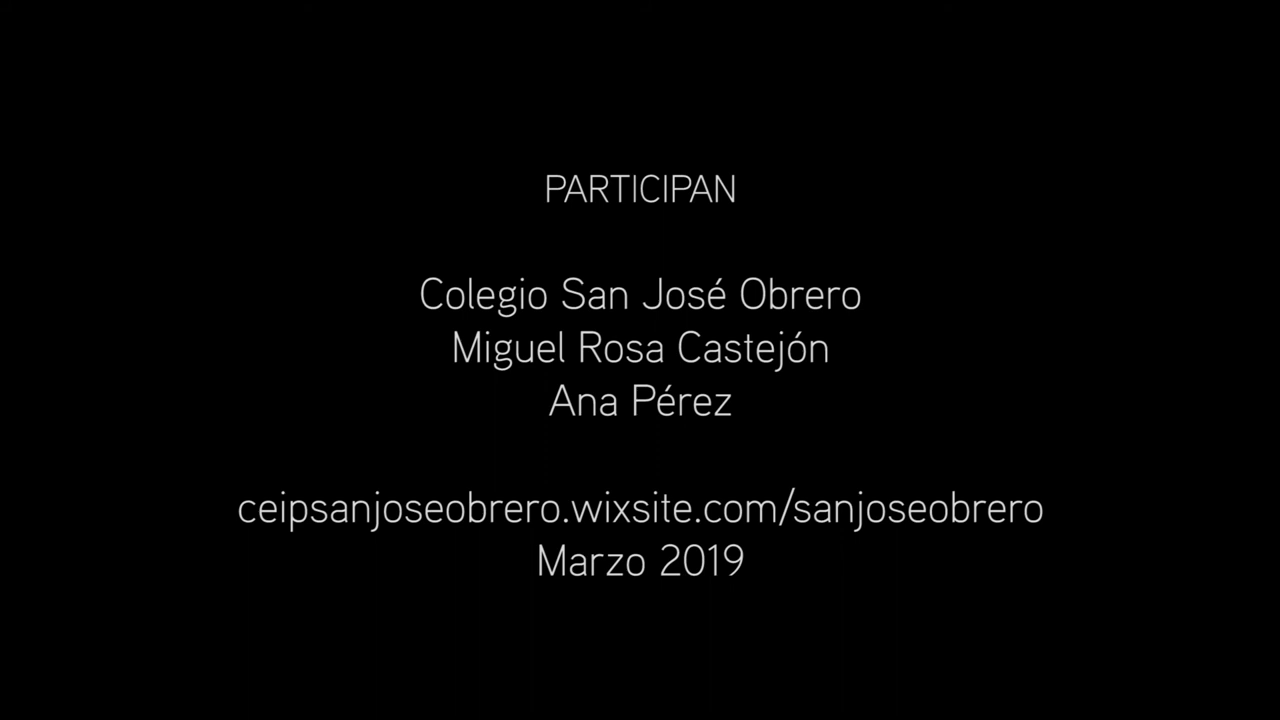 PARTICIPAN
Colegio San José Obrero
Miguel Rosa Castejón
Ana Pérez
ceipsanjoseobrero.wixsite.com/sanjoseobrero
Marzo 2019